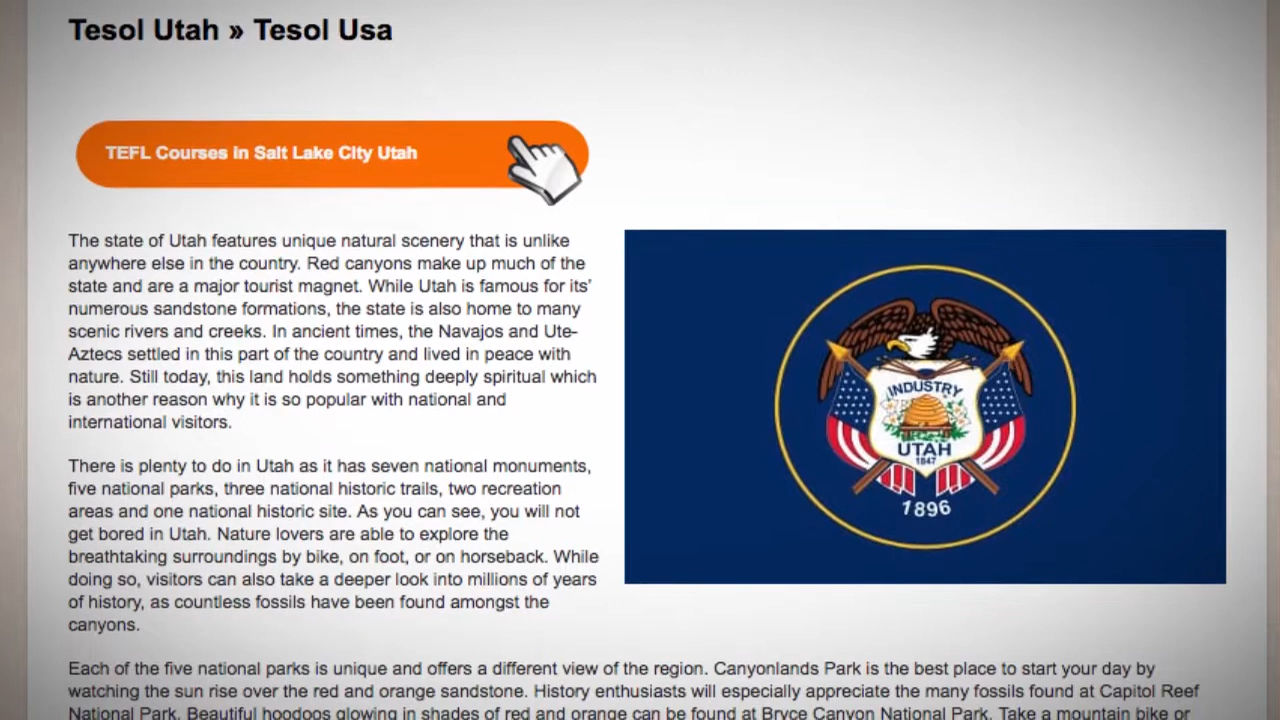 Tesol Utah » Tesol Usa
TEFL Courses in Salt Lake City Utah
The state of Utah features unique natural scenery that is unlike
anywhere else in the country. Red canyons make up much of the
state and are a major tourist magnet. While Utah is famous for its’
numerous sandstone formations, the state is also home to many
scenic rivers and creeks. In ancient times, the Navajos and Ute-
Aztecs settled in this part of the country and lived in peace with
nature. Still today, this land holds something deeply spiritual which
is another reason why it is so popular with national and
international visitors.
There is plenty to do in Utah as it has seven national monuments,
five national parks, three national historic trails, two recreation
areas and one national historic site. As you can see, you will not
get bored in Utah. Nature lovers are able to explore the
breathtaking surroundings by bike, on foot, or on horseback. While
doing so, visitors can also take a deeper look into millions of years
of history, as countless fossils have been found amongst the
canyons.
INDUSTRY
UTAH
1847
1896
Each of the five national parks is unique and offers a different view of the region. Canyonlands Park is the best place to start your day by
watching the sun rise over the red and orange sandstone. History enthusiasts will especially appreciate the many fossils found at Capitol Reef
National Park. Beautiful hoodoos glowing in shades of red and orange can be found at Bryce Canyon National Park. Take a mountain bike or